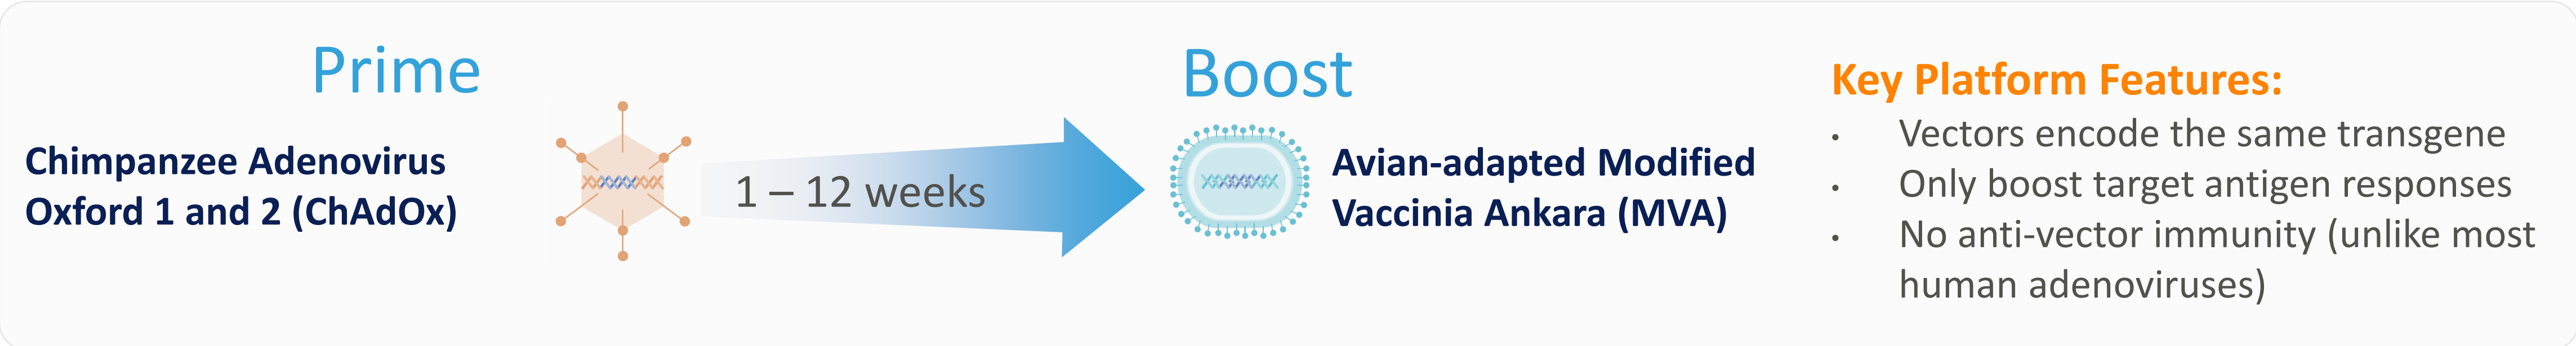 Prime
Chimpanzee Adenovirus
Oxford 1 and 2 (ChAdOx)
1 – 12 weeks
Boost
Avian-adapted Modified
Vaccinia Ankara (MVA)
Key Platform Features:
• Vectors encode the same transgene
• Only boost target antigen responses
• No anti-vector immunity (unlike most
human adenoviruses)